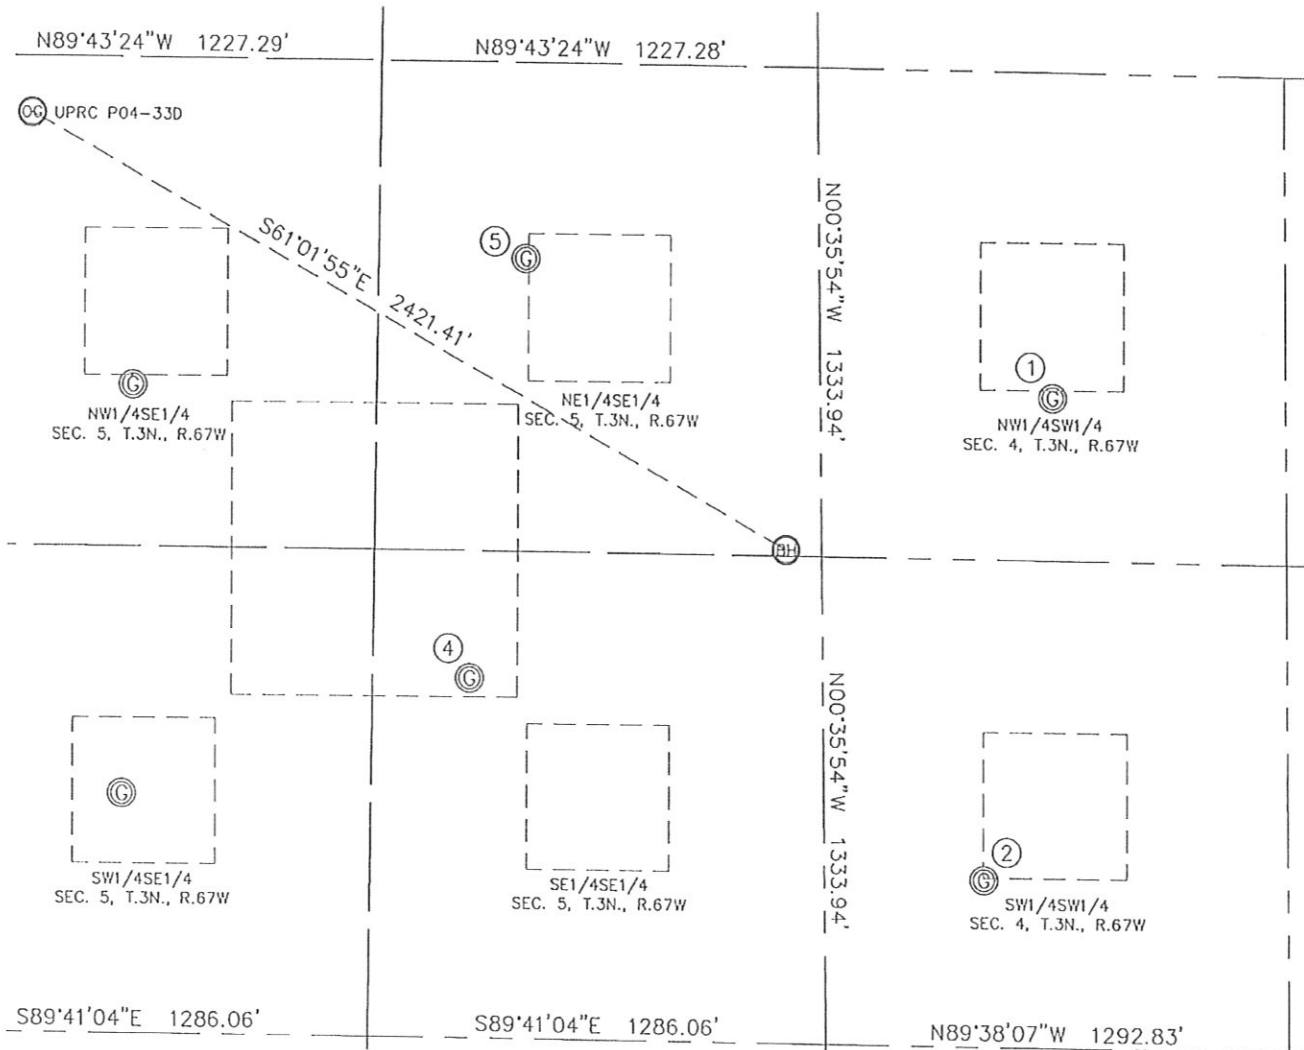 N89°43'24"W 1227.29'
N89°43'24"W 1227.28'
OG UPRC P04-33D
S61°01'55"E 2421.41'
N00°35'54"W 1333.94'
5
G
1
G
G
NW1/4SE1/4
SEC. 5, T.3N., R.67W
NE1/4SE1/4
SEC. 5, T.3N., R.67W
NW1/4SW1/4
SEC. 4, T.3N., R.67W
BH
4
G
N00°35'54"W 1333.94'
G
2
G
SW1/4SE1/4
SEC. 5, T.3N., R.67W
SE1/4SE1/4
SEC. 5, T.3N., R.67W
SW1/4SW1/4
SEC. 4, T.3N., R.67W
S89°41'04"E 1286.06'
S89°41'04"E 1286.06'
N89°38'07"W 1292.83'